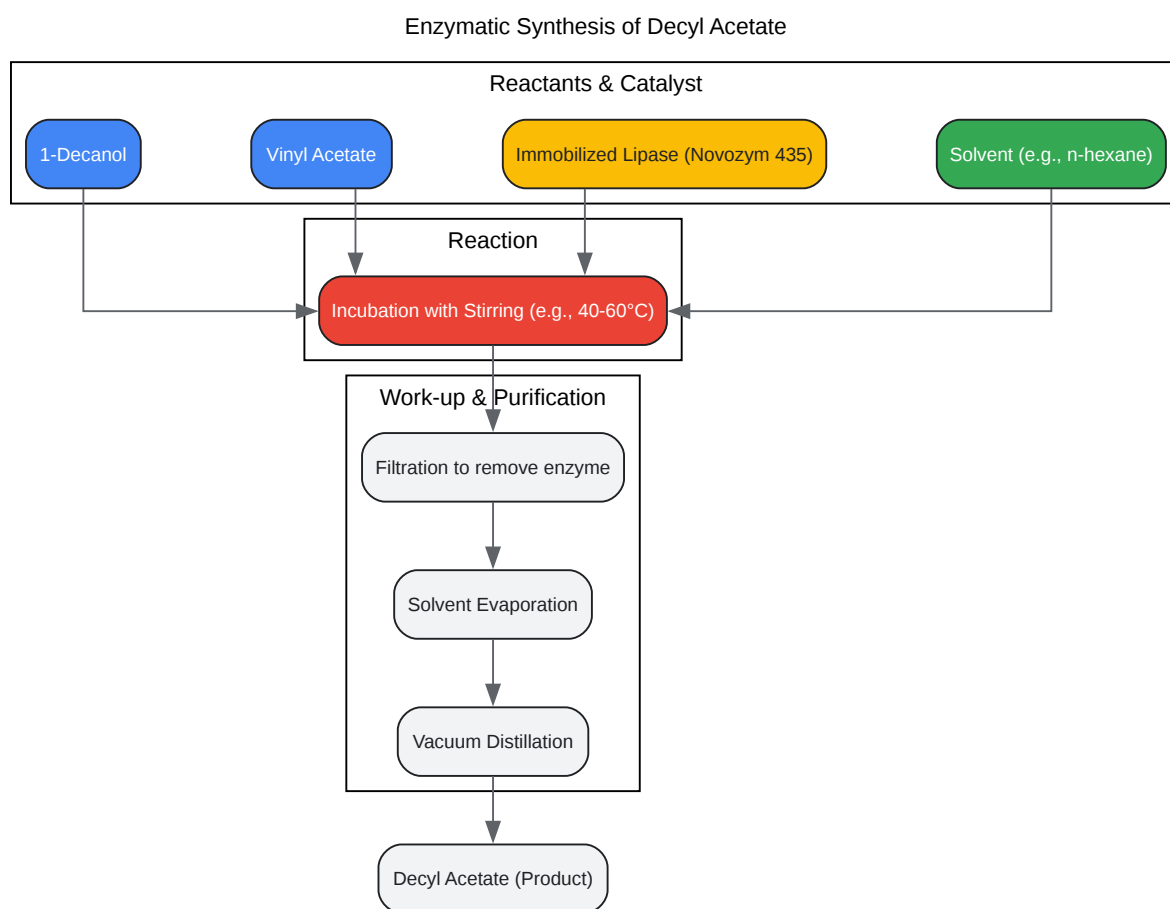 Enzymatic Synthesis of Decyl Acetate
Reactants & Catalyst
1-Decanol
Vinyl Acetate
Immobilized Lipase (Novozym 435)
Solvent (e.g., n-hexane)
Reaction
Incubation with Stirring (e.g., 40-60°C)
Work-up & Purification
Filtration to remove enzyme
Solvent Evaporation
Vacuum Distillation
Decyl Acetate (Product)